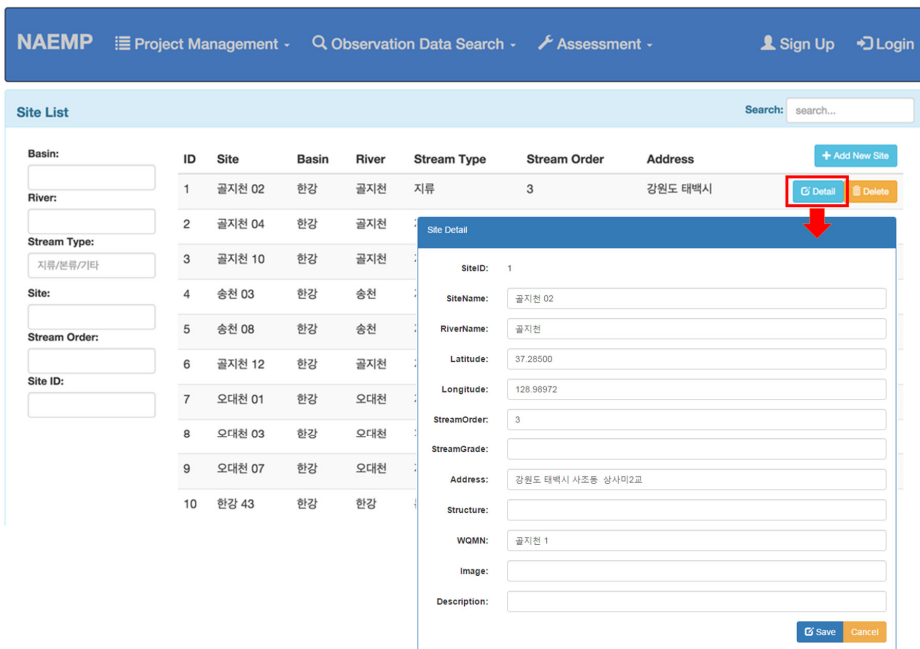 NAEMP Project Management Observation Data Search Assessment Sign Up Login
Site List Search: search...
Basin:
River:
Stream Type:
지류/본류/기타
Site:
Stream Order:
Site ID:
ID Site Basin River Stream Type Stream Order Address + Add New Site
1 골지천 02 한강 골지천 지류 3 강원도 태백시 Detail Delete
2 골지천 04 한강 골지천
3 골지천 10 한강 골지천
4 송천 03 한강 송천
5 송천 08 한강 송천
6 골지천 12 한강 골지천
7 오대천 01 한강 오대천
8 오대천 03 한강 오대천
9 오대천 07 한강 오대천
10 한강 43 한강 한강
Site Detail
SiteID: 1
SiteName: 골지천 02
RiverName: 골지천
Latitude: 37.28500
Longitude: 128.98972
StreamOrder: 3
StreamGrade:
Address: 강원도 태백시 사조동 상사미2교
Structure:
WQMN: 골지천 1
Image:
Description:
Save Cancel